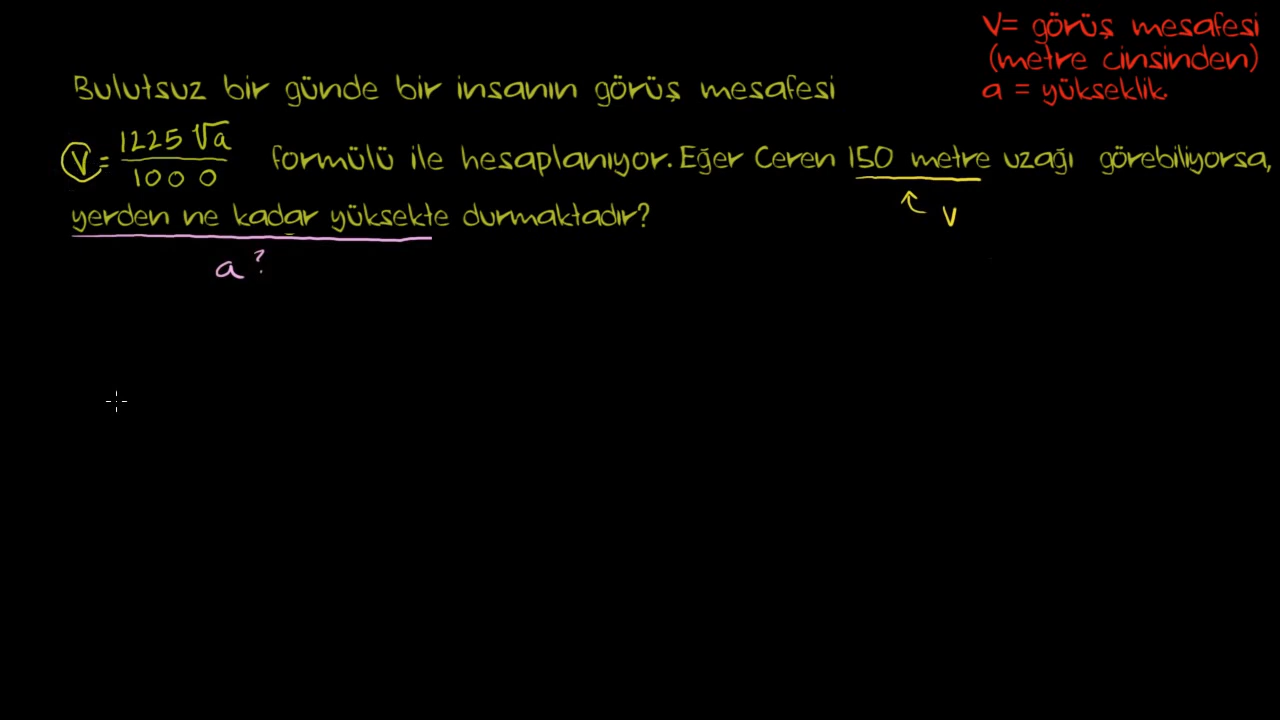 V= görüş mesafesi
(metre cinsinden)
a = yükseklik.
Bulutsuz bir günde bir insanın görüş mesafesi
V = 1225 √a / 1000 formülü ile hesaplanıyor. Eğer Ceren 150 metre uzağı görebiliyorsa,
yerden ne kadar yüksekte durmaktadır?
V
a ?